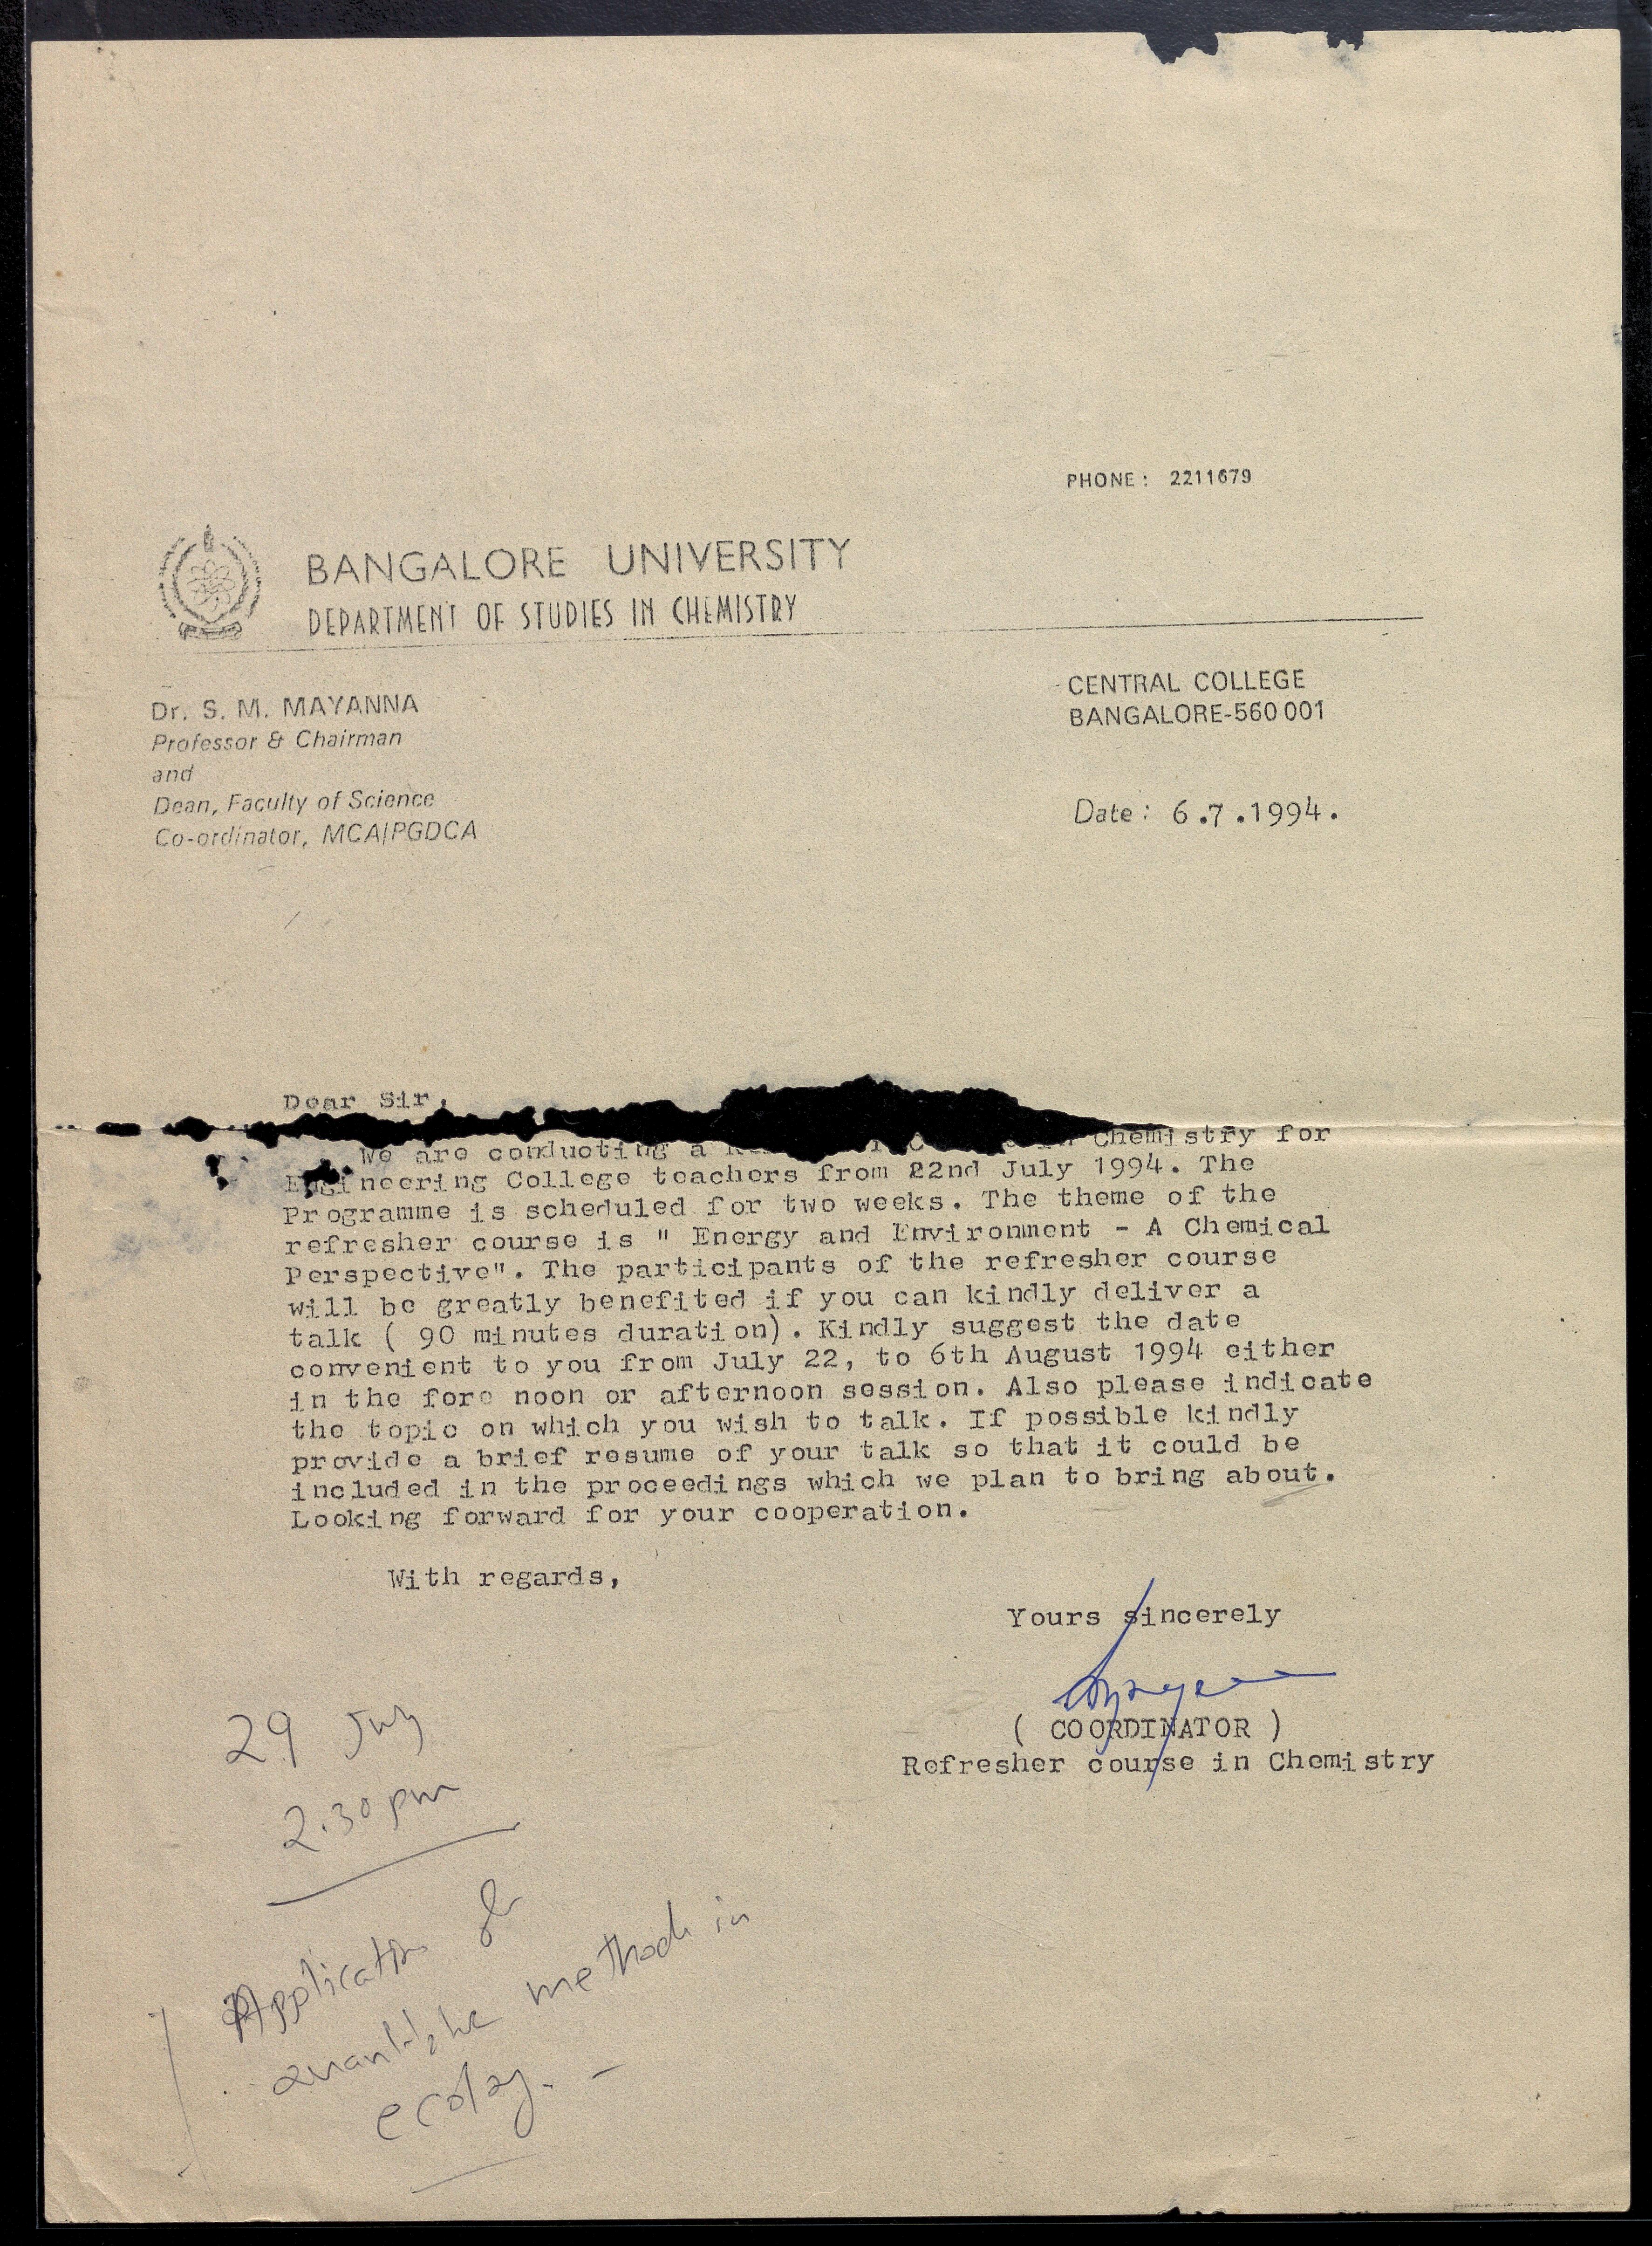 PHONE : 2211679
BANGALORE UNIVERSITY
DEPARTMENT OF STUDIES IN CHEMISTRY
Dr. S. M. MAYANNA
Professor & Chairman
and
Dean, Faculty of Science
Co-ordinator, MCA/PGDCA
CENTRAL COLLEGE
BANGALORE-560 001
Date : 6.7.1994.
Dear Sir,
We are conducting a Chemistry for
Engineering College teachers from 22nd July 1994. The
Programme is scheduled for two weeks. The theme of the
refresher course is " Energy and Environment - A Chemical
Perspective". The participants of the refresher course
will be greatly benefited if you can kindly deliver a
talk ( 90 minutes duration). Kindly suggest the date
convenient to you from July 22, to 6th August 1994 either
in the fore noon or afternoon session. Also please indicate
the topic on which you wish to talk. If possible kindly
provide a brief resume of your talk so that it could be
included in the proceedings which we plan to bring about.
Looking forward for your cooperation.
With regards,
Yours sincerely
( COORDINATOR )
Refresher course in Chemistry
29 July
2.30 pm
Application of
quantitative methods in
ecology. -